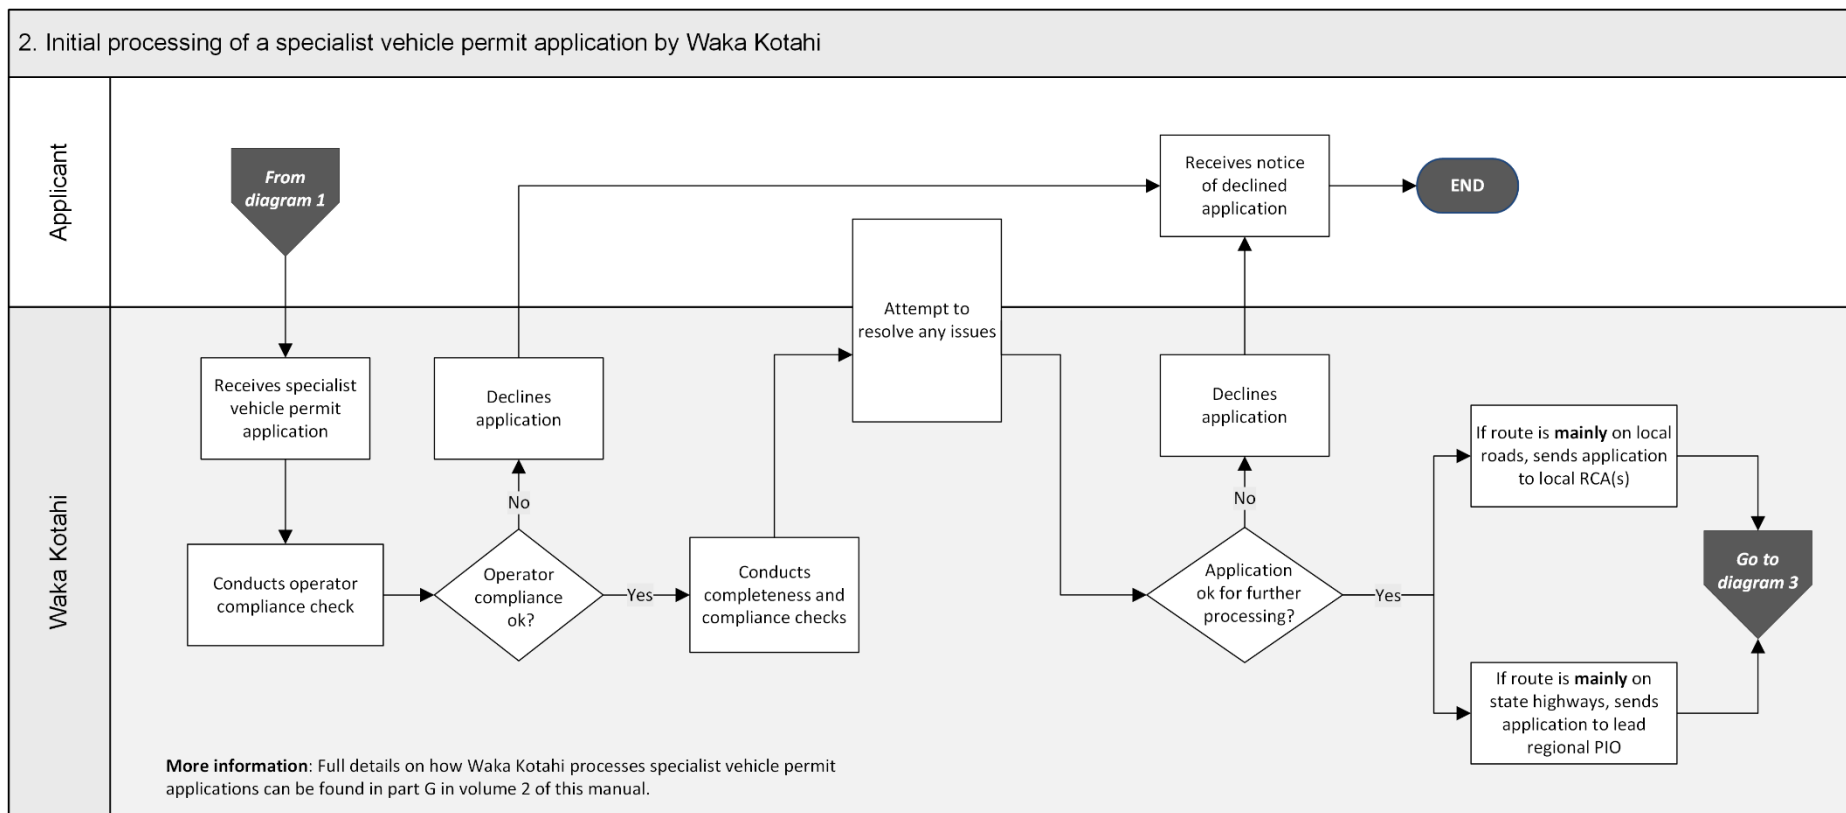 2. Initial processing of a specialist vehicle permit application by Waka Kotahi
Applicant
From
diagram 1
Receives notice
of declined
application
END
Attempt to
resolve any issues
Waka Kotahi
Receives specialist
vehicle permit
application
Declines
application
Declines
application
If route is mainly on local
roads, sends application
to local RCA(s)
No
No
Conducts operator
compliance check
Operator
compliance
ok?
Yes
Conducts
completeness and
compliance checks
Application
ok for further
processing?
Yes
Go to
diagram 3
If route is mainly on
state highways, sends
application to lead
regional PIO
More information: Full details on how Waka Kotahi processes specialist vehicle permit
applications can be found in part G in volume 2 of this manual.